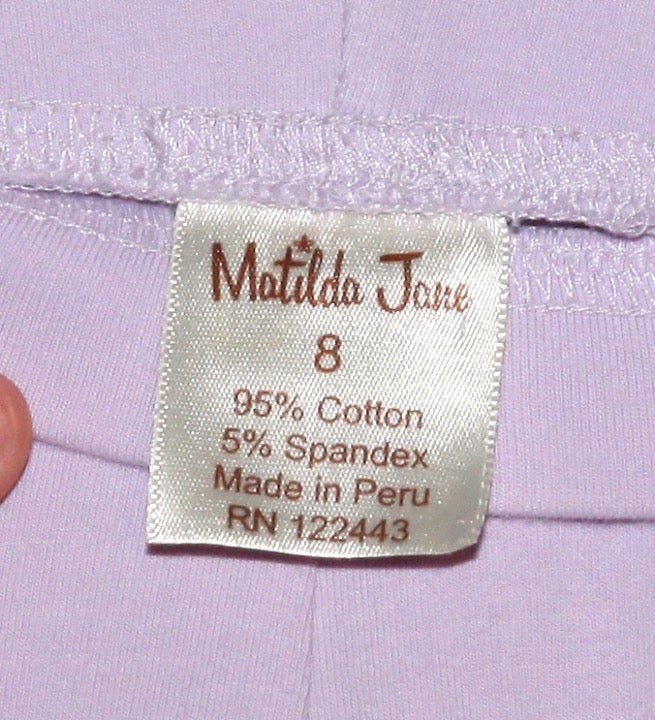 Matilda Jane
8
95% Cotton
5% Spandex
Made in Peru
RN 122443